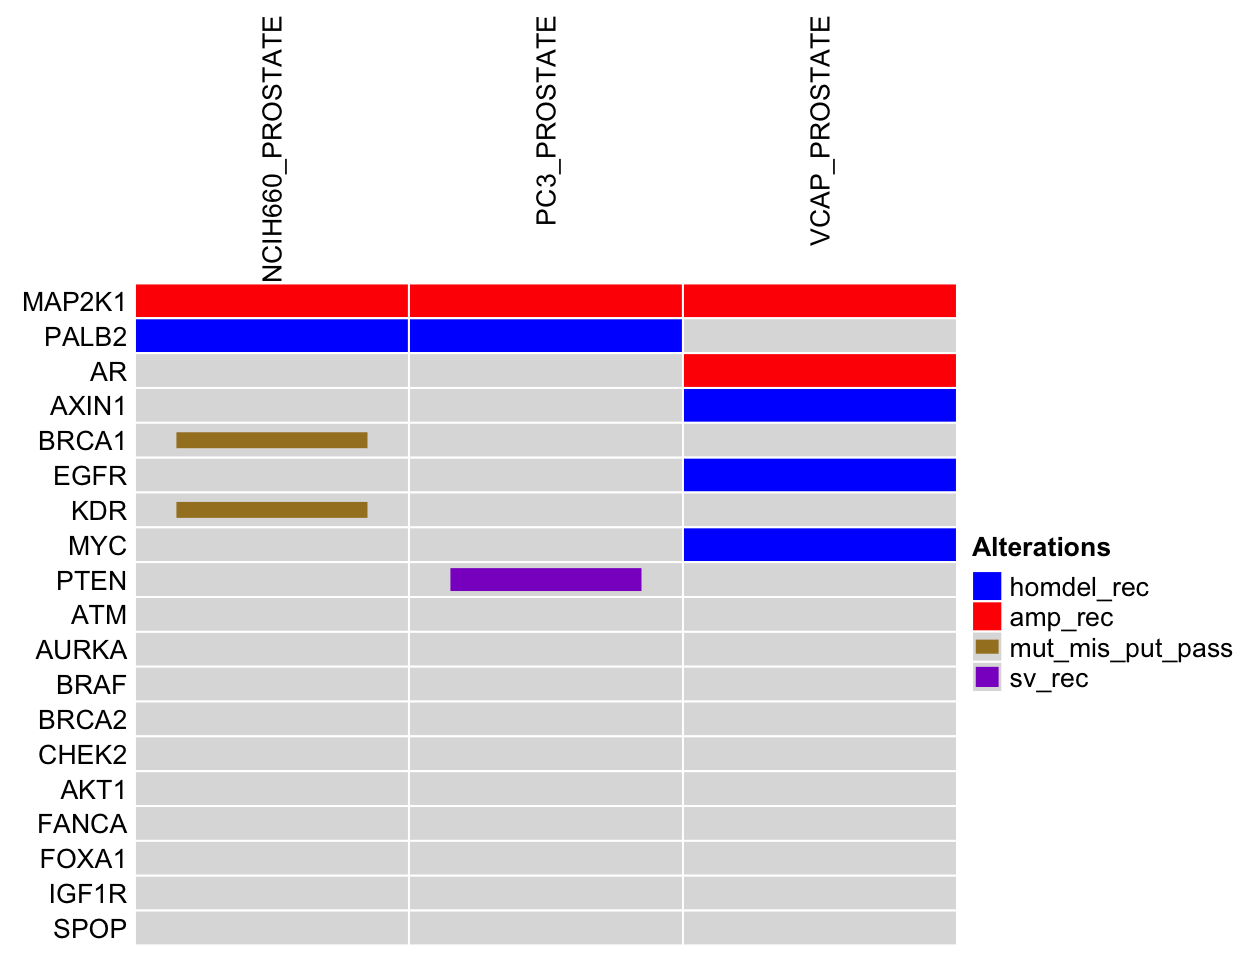 NCIH660_PROSTATE
PC3_PROSTATE
VCAP_PROSTATE
MAP2K1
PALB2
AR
AXIN1
BRCA1
EGFR
KDR
MYC
PTEN
ATM
AURKA
BRAF
BRCA2
CHEK2
AKT1
FANCA
FOXA1
IGF1R
SPOP
Alterations
homdel_rec
amp_rec
mut_mis_put_pass
sv_rec